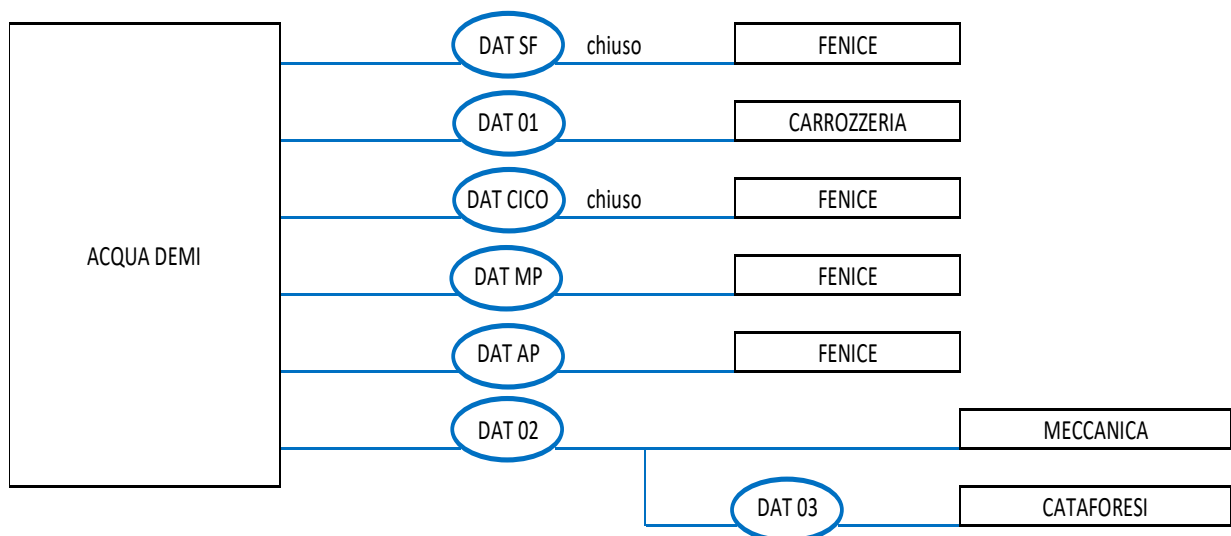 DAT SF chiuso FENICE
DAT 01 CARROZZERIA
DAT CICO chiuso FENICE
ACQUA DEMI
DAT MP FENICE
DAT AP FENICE
DAT 02 MECCANICA
DAT 03 CATAFORESI